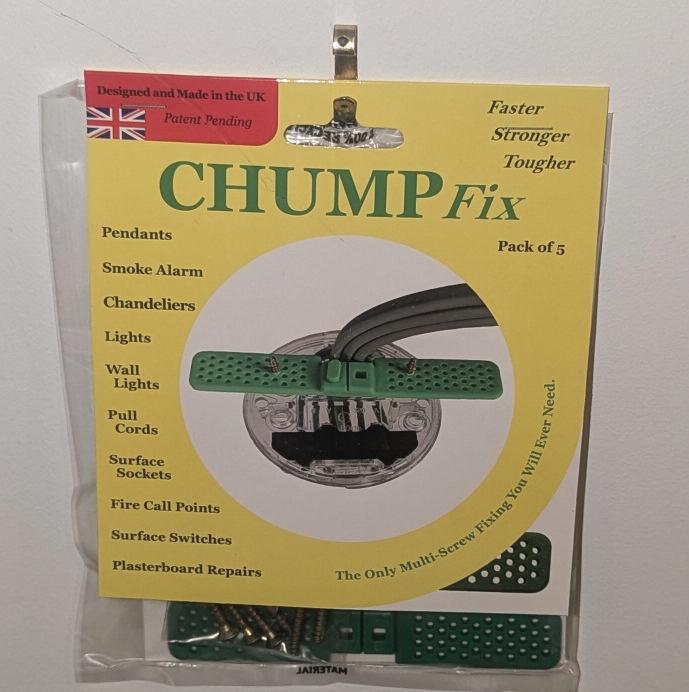 Designed and Made in the UK
Patent Pending
Faster
Stronger
Tougher
CHUMPFix
Pack of 5
Pendants
Smoke Alarm
Chandeliers
Lights
Wall
Lights
Pull
Cords
Surface
Sockets
Fire Call Points
Surface Switches
Plasterboard Repairs
The Only Multi-Screw Fixing You Will Ever Need.
MATERIAL